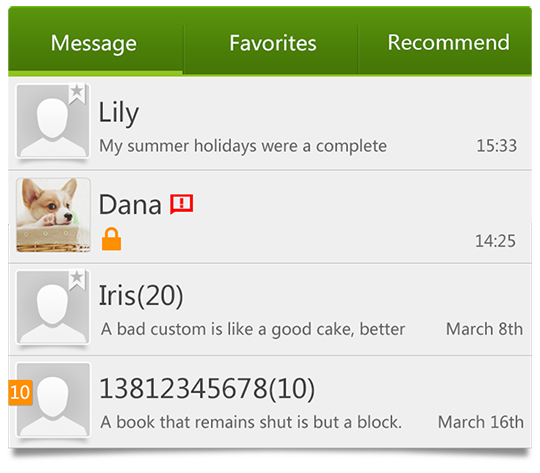 Message Favorites Recommend
Lily
My summer holidays were a complete 15:33
Dana
14:25
Iris(20)
A bad custom is like a good cake, better March 8th
10 13812345678(10)
A book that remains shut is but a block. March 16th